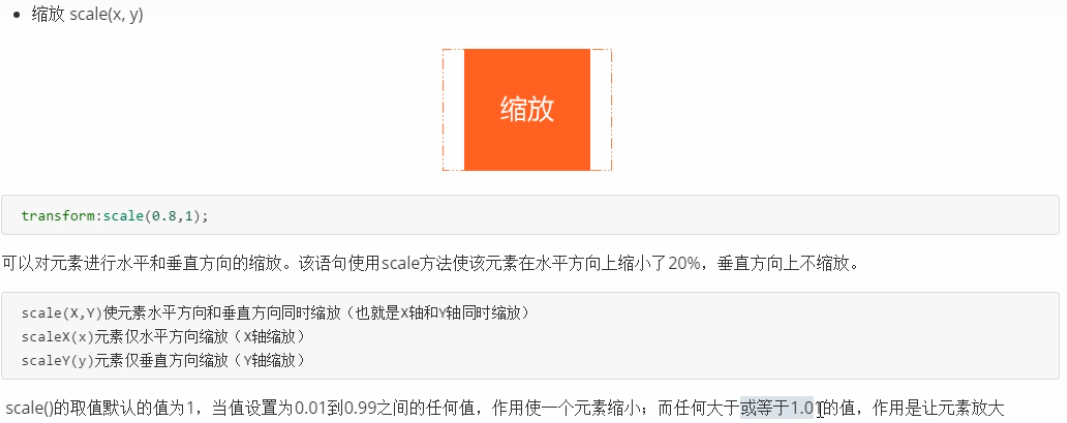 缩放 scale(x, y)
缩放
transform:scale(0.8,1);
可以对元素进行水平和垂直方向的缩放。该语句使用scale方法使该元素在水平方向上缩小了20%，垂直方向上不缩放。
scale(X,Y)使元素水平方向和垂直方向同时缩放（也就是X轴和Y轴同时缩放）
scaleX(x)元素仅水平方向缩放（X轴缩放）
scaleY(y)元素仅垂直方向缩放（Y轴缩放）
scale()的取值默认的值为1，当值设置为0.01到0.99之间的任何值，作用使一个元素缩小；而任何大于或等于1.01的值，作用是让元素放大